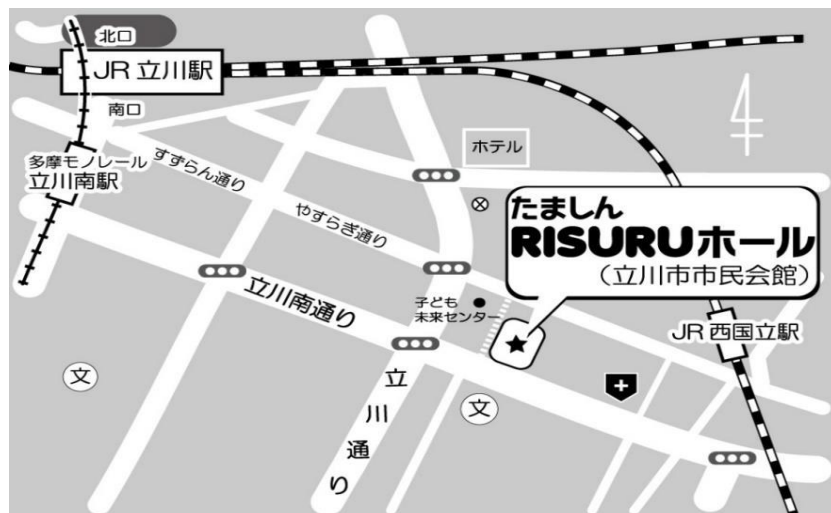 北口
JR 立川駅
南口
多摩モノレール
立川南駅
すずらん通り
ホテル
やすらぎ通り
たましん
RISURUホール
(立川市市民会館)
立川南通り
子ども
未来センター
JR 西国立駅
文
立川通り
文